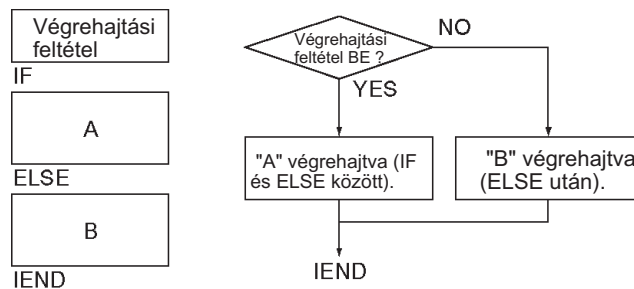 Végrehajtási
feltétel
IF
A
ELSE
B
IEND
Végrehajtási
feltétel BE ?
NO
YES
"A" végrehajtva (IF
és ELSE között).
"B" végrehajtva
(ELSE után).
IEND